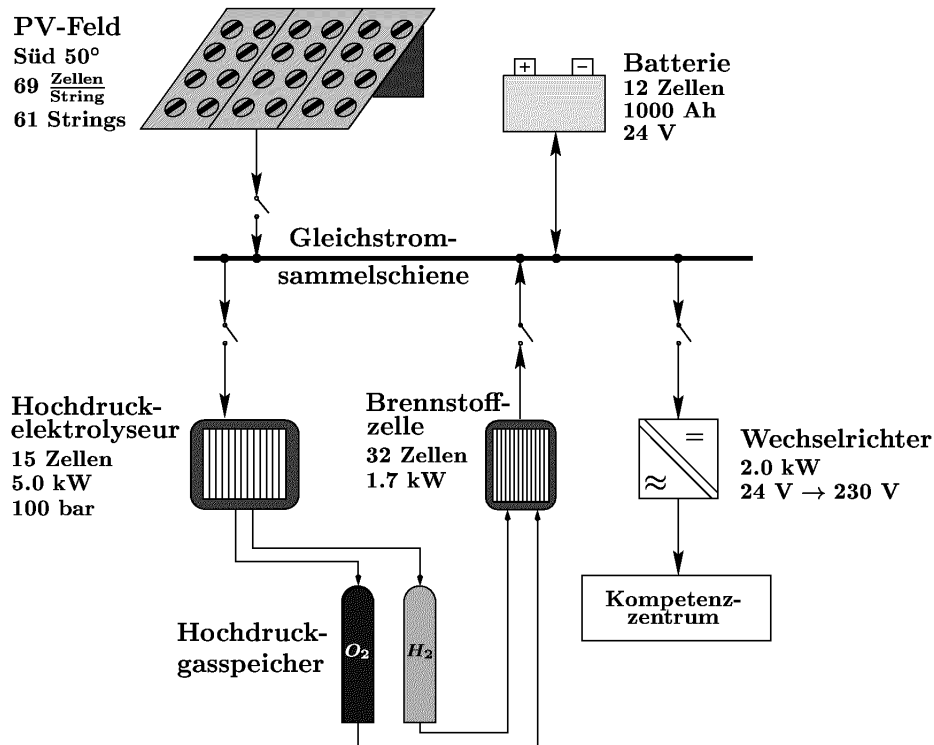 PV-Feld
Süd 50°
69 Zellen/String
61 Strings
+ −
Batterie
12 Zellen
1000 Ah
24 V
Gleichstrom-
sammelschiene
Hochdruck-
elektrolyseur
15 Zellen
5.0 kW
100 bar
Brennstoff-
zelle
32 Zellen
1.7 kW
=
≈
Wechselrichter
2.0 kW
24 V → 230 V
Kompetenz-
zentrum
Hochdruck-
gasspeicher
O₂
H₂